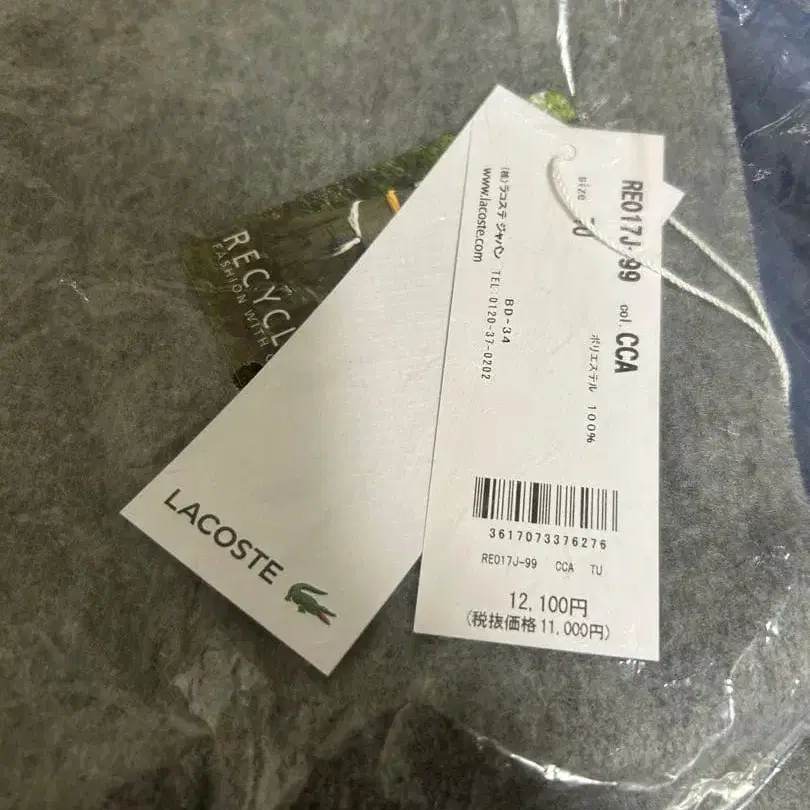 RECYCL
FASHION WITH
LACOSTE
RE017J-99 col. CCA
size
ポリエステル 100%
BD-34
(株)ラコステ ジャパン TEL:0120-37-0202
www.lacoste.com
3617073376276
RE017J-99 CCA TU
12,100円
(税抜価格 11,000円)